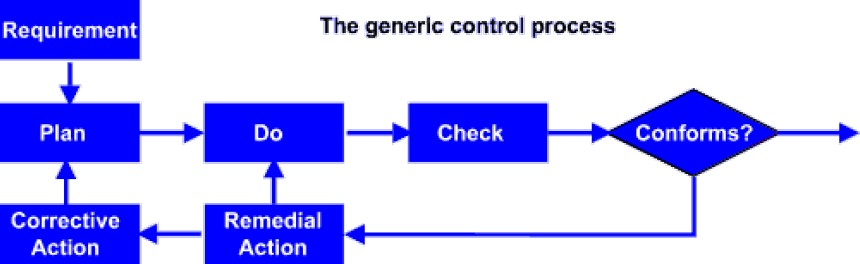 Requirement
The generic control process
Plan
Do
Check
Conforms?
Corrective
Action
Remedial
Action